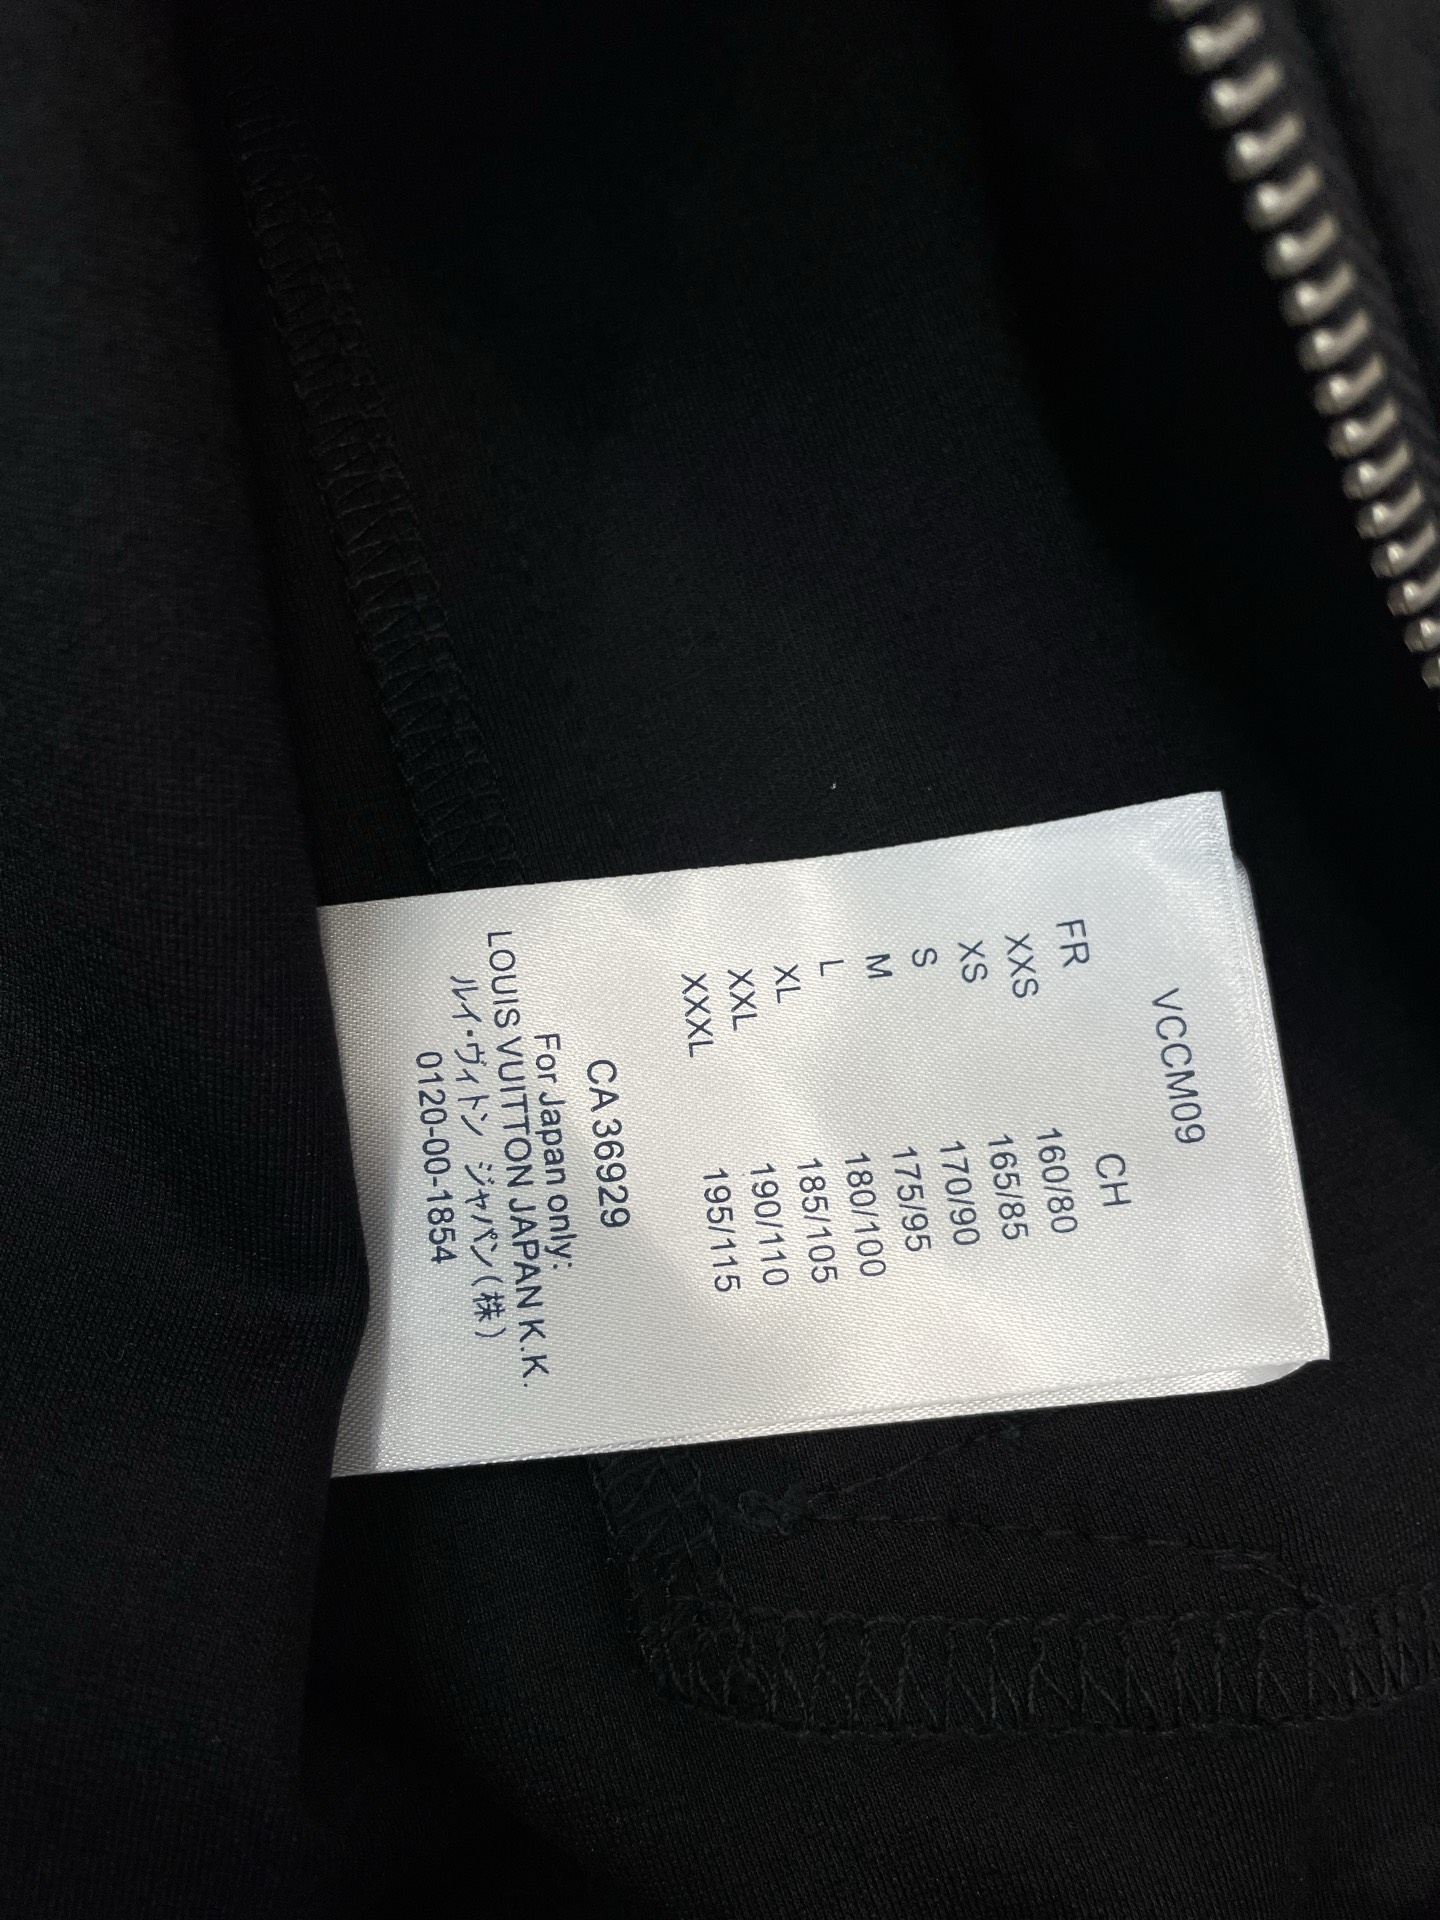 VCCM09
FR CH
XXS 160/80
XS 165/85
S 170/90
M 175/95
L 180/100
XL 185/105
XXL 190/110
XXXL 195/115
CA 36929
For Japan only:
LOUIS VUITTON JAPAN K.K.
ルイ・ヴィトン ジャパン(株)
0120-00-1854